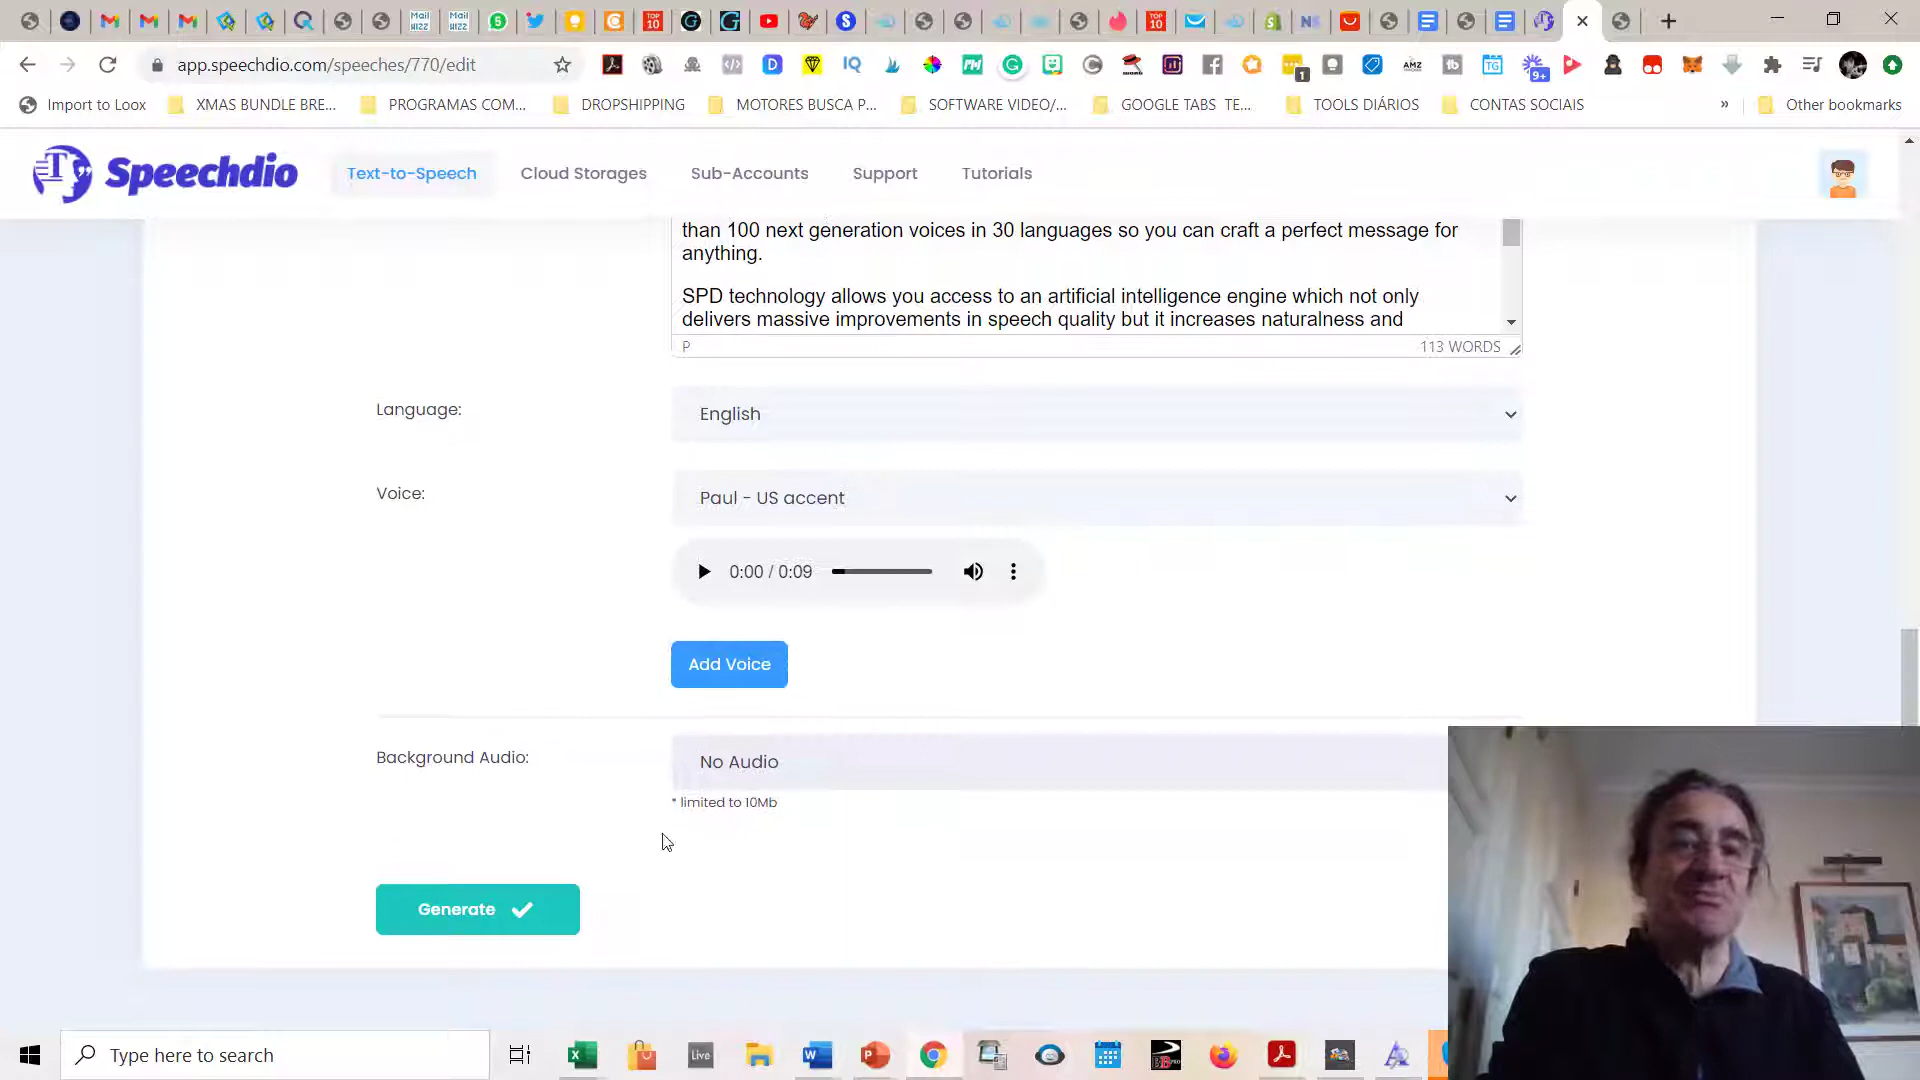 app.speechdio.com/speeches/770/edit
Import to Loox
XMAS BUNDLE BRE...
PROGRAMAS COM...
DROPSHIPPING
MOTORES BUSCA P...
SOFTWARE VIDEO/...
GOOGLE TABS TE...
TOOLS DIÁRIOS
CONTAS SOCIAIS
»
Other bookmarks
Speechdio
Text-to-Speech
Cloud Storages
Sub-Accounts
Support
Tutorials
than 100 next generation voices in 30 languages so you can craft a perfect message for
anything.
SPD technology allows you access to an artificial intelligence engine which not only
delivers massive improvements in speech quality but it increases naturalness and
P
113 WORDS
Language:
English
Voice:
Paul - US accent
0:00 / 0:09
Add Voice
Background Audio:
No Audio
* limited to 10Mb
Generate
Type here to search
Live